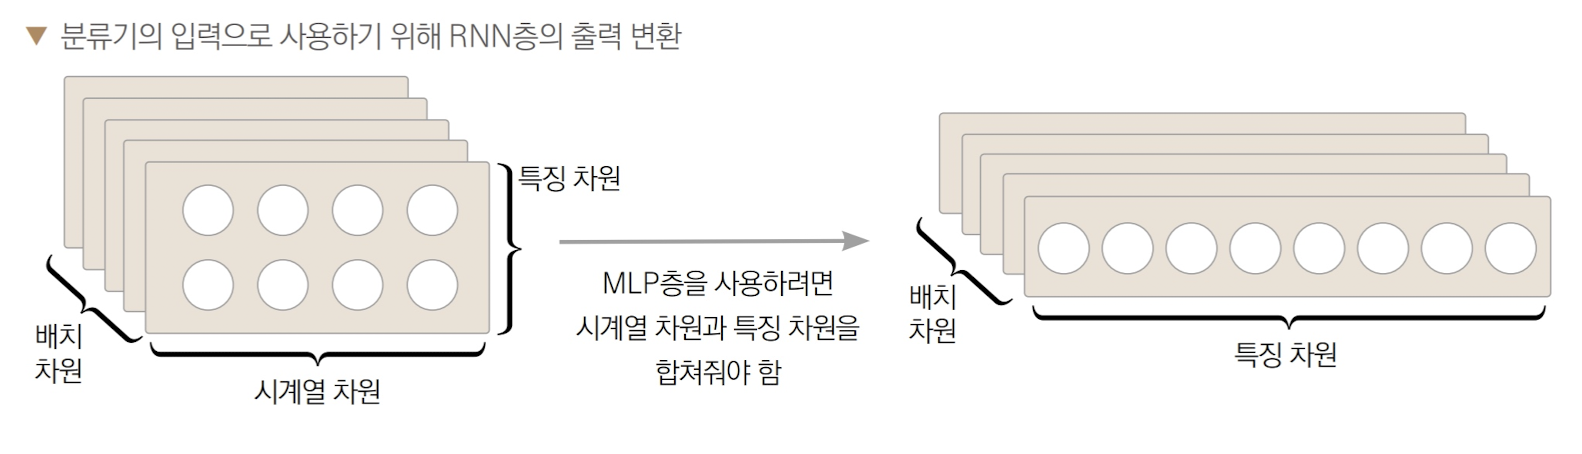 ▼ 분류기의 입력으로 사용하기 위해 RNN층의 출력 변환
특징 차원
배치
차원
시계열 차원
MLP층을 사용하려면
시계열 차원과 특징 차원을
합쳐줘야 함
배치
차원
특징 차원